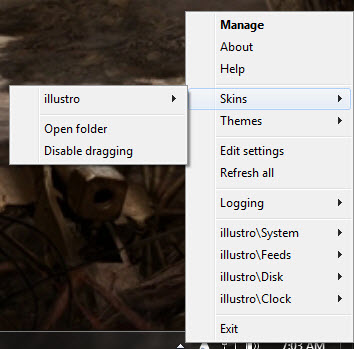 Manage
About
Help
Skins
Themes
Edit settings
Refresh all
Logging
illustro\System
illustro\Feeds
illustro\Disk
illustro\Clock
Exit
illustro
Open folder
Disable dragging
7:03 AM